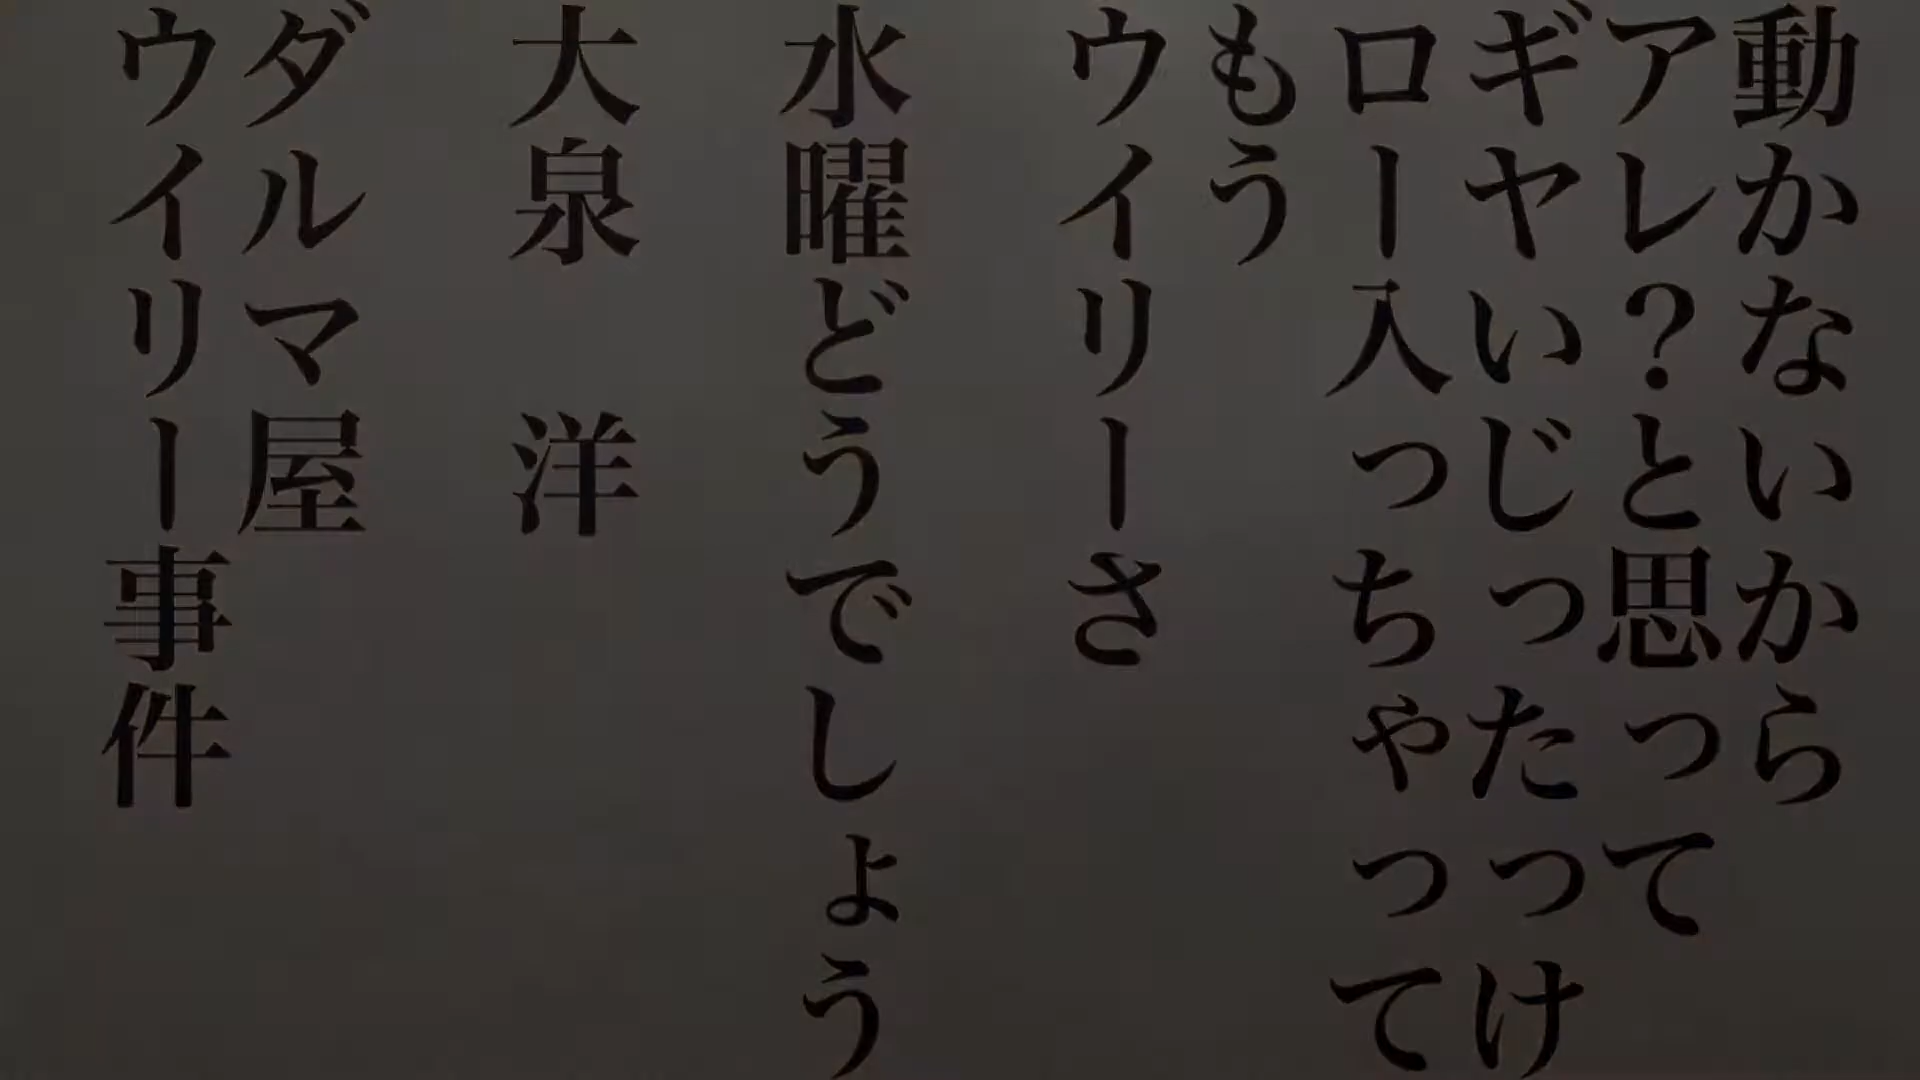 動かないから
アレ？と思って
ギヤいじったっけ
ロー入っちゃって
もう
ウイリーさ
水曜どうでしょう
大泉　洋
ダルマ屋
ウイリー事件